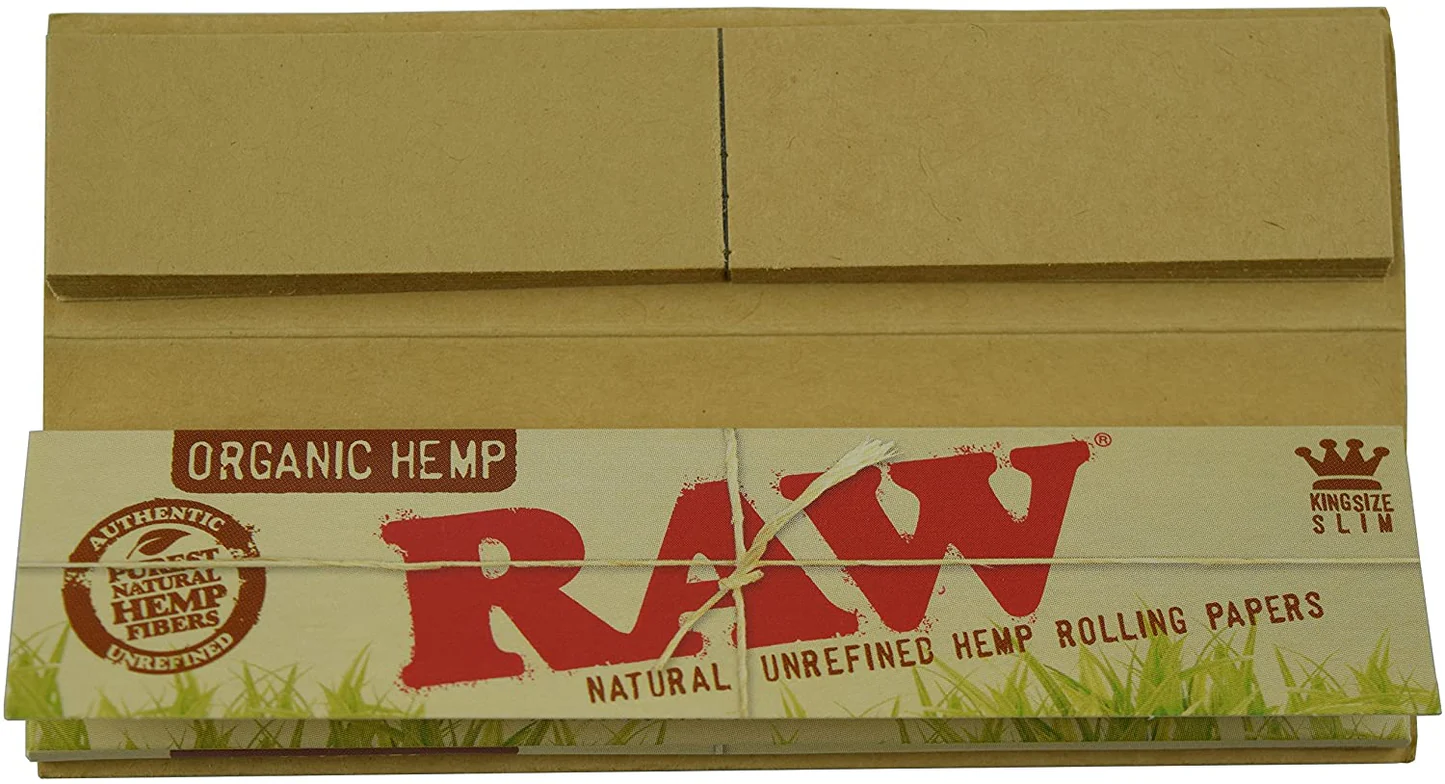 ORGANIC HEMP
AUTHENTIC
PUREST
NATURAL
HEMP
FIBERS
UNREFINED
RAW®
KINGSIZE
SLIM
NATURAL UNREFINED HEMP ROLLING PAPERS